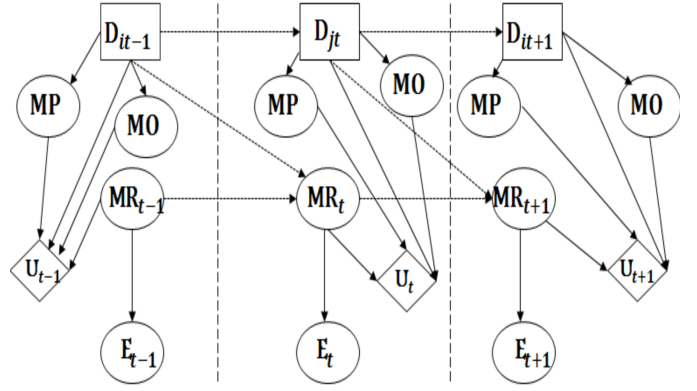 D_{it-1} D_{jt} D_{it+1}
MP MO MP MO MP MO
MR_{t-1} MR_t MR_{t+1}
U_{t-1} U_t U_{t+1}
E_{t-1} E_t E_{t+1}